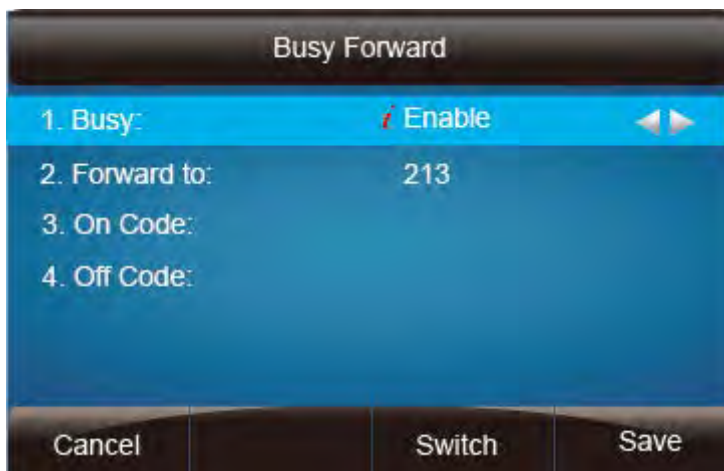 Busy Forward
1. Busy: i Enable
2. Forward to: 213
3. On Code:
4. Off Code:
Cancel Switch Save